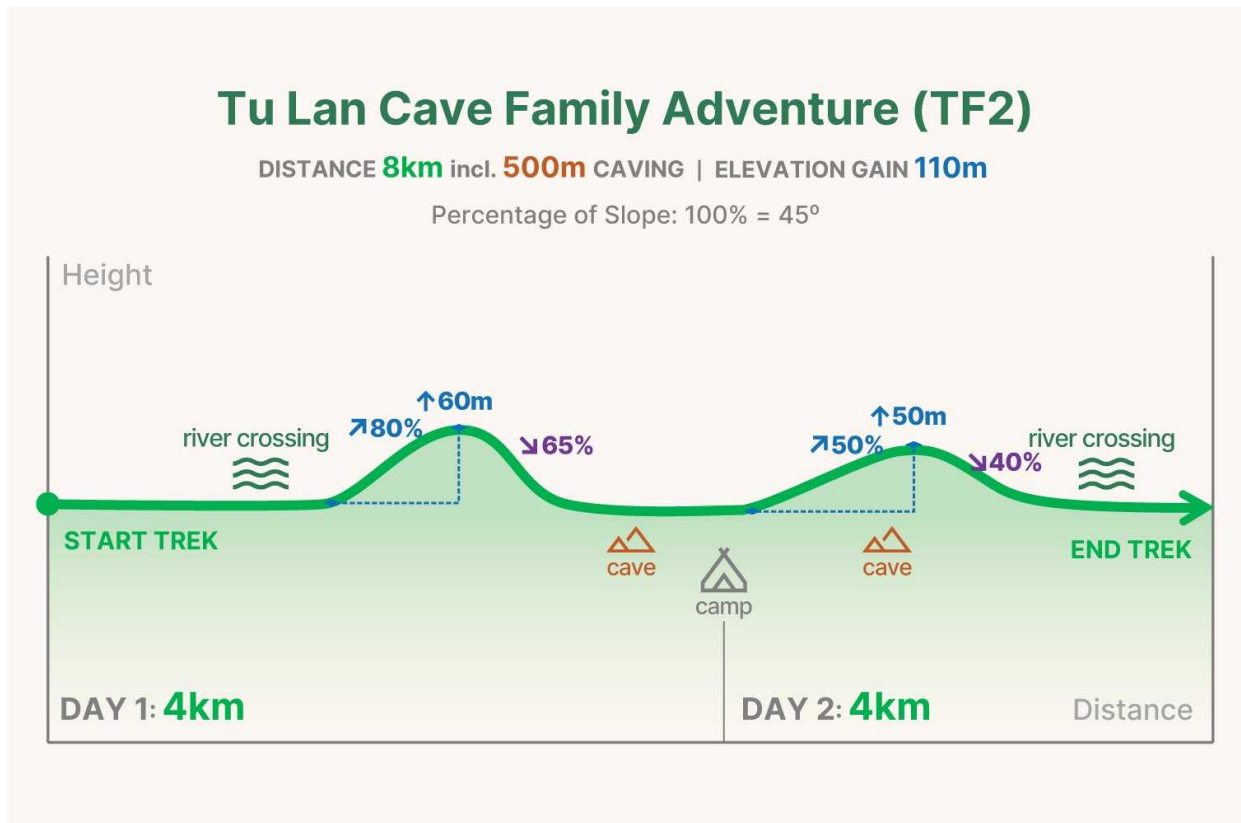 Tu Lan Cave Family Adventure (TF2)
DISTANCE 8km incl. 500m CAVING | ELEVATION GAIN 110m
Percentage of Slope: 100% = 45º
Height
↑60m
↗80%
river crossing
↘65%
↑50m
↗50%
river crossing
↘40%
START TREK
END TREK
cave
cave
camp
DAY 1: 4km
DAY 2: 4km
Distance